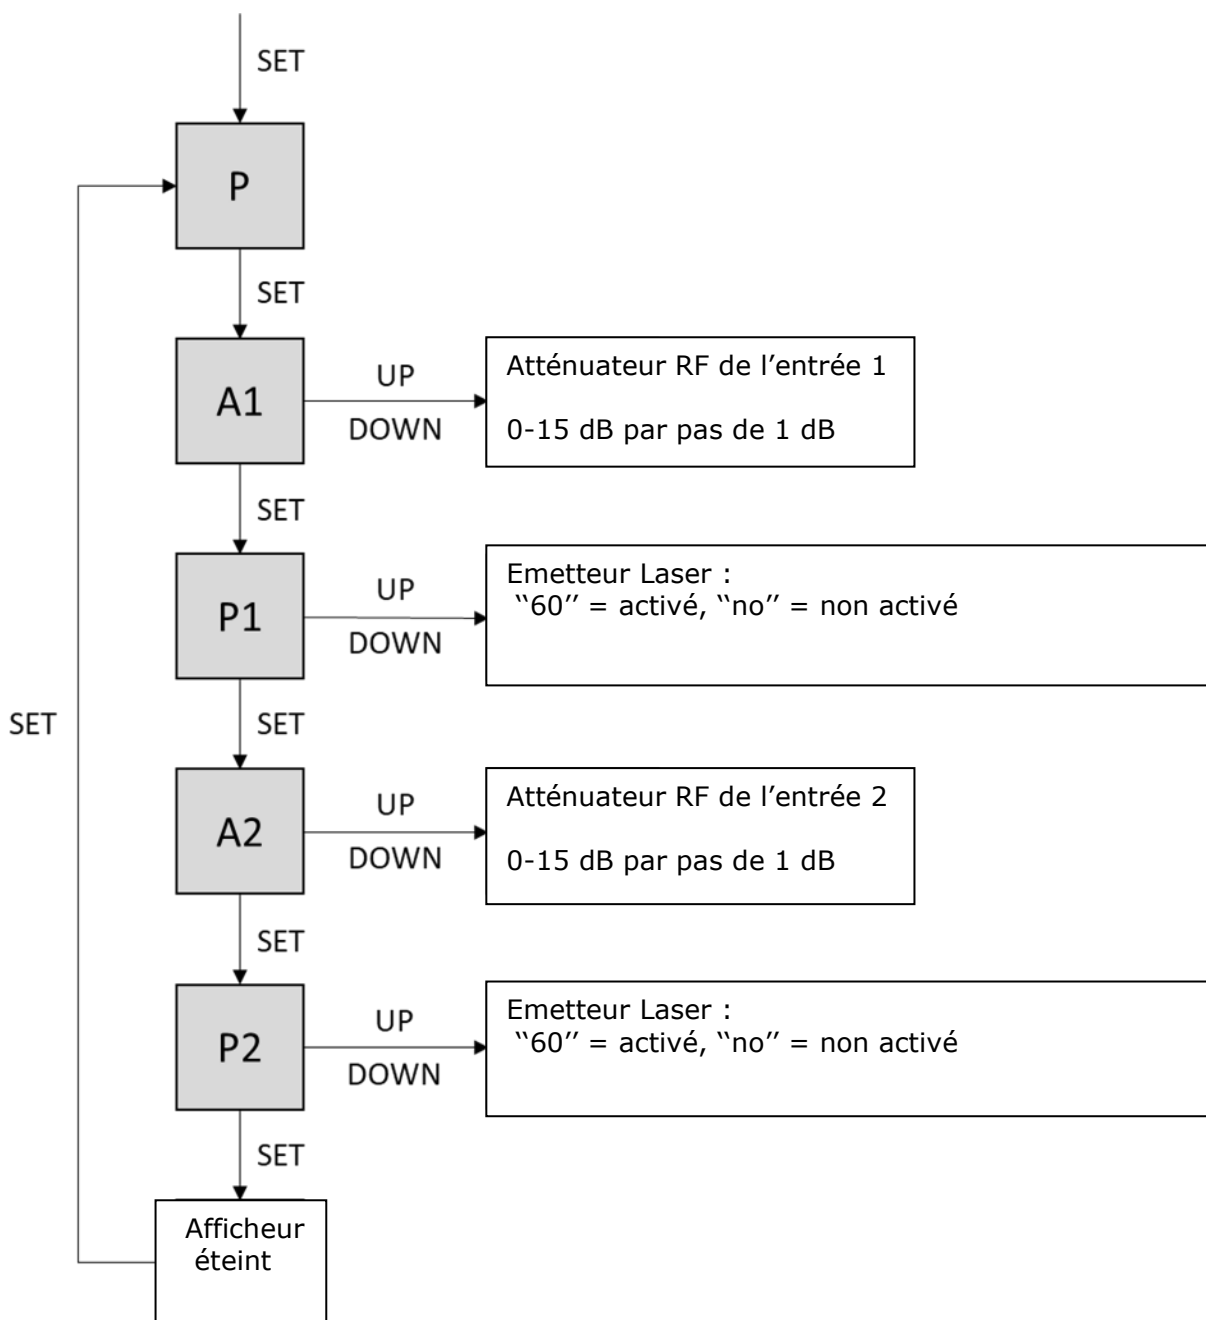 SET
P
SET
A1
UP
DOWN
Atténuateur RF de l’entrée 1
0-15 dB par pas de 1 dB
SET
P1
UP
DOWN
Emetteur Laser :
“60” = activé, “no” = non activé
SET
SET
A2
UP
DOWN
Atténuateur RF de l’entrée 2
0-15 dB par pas de 1 dB
SET
P2
UP
DOWN
Emetteur Laser :
“60” = activé, “no” = non activé
SET
Afficheur
éteint